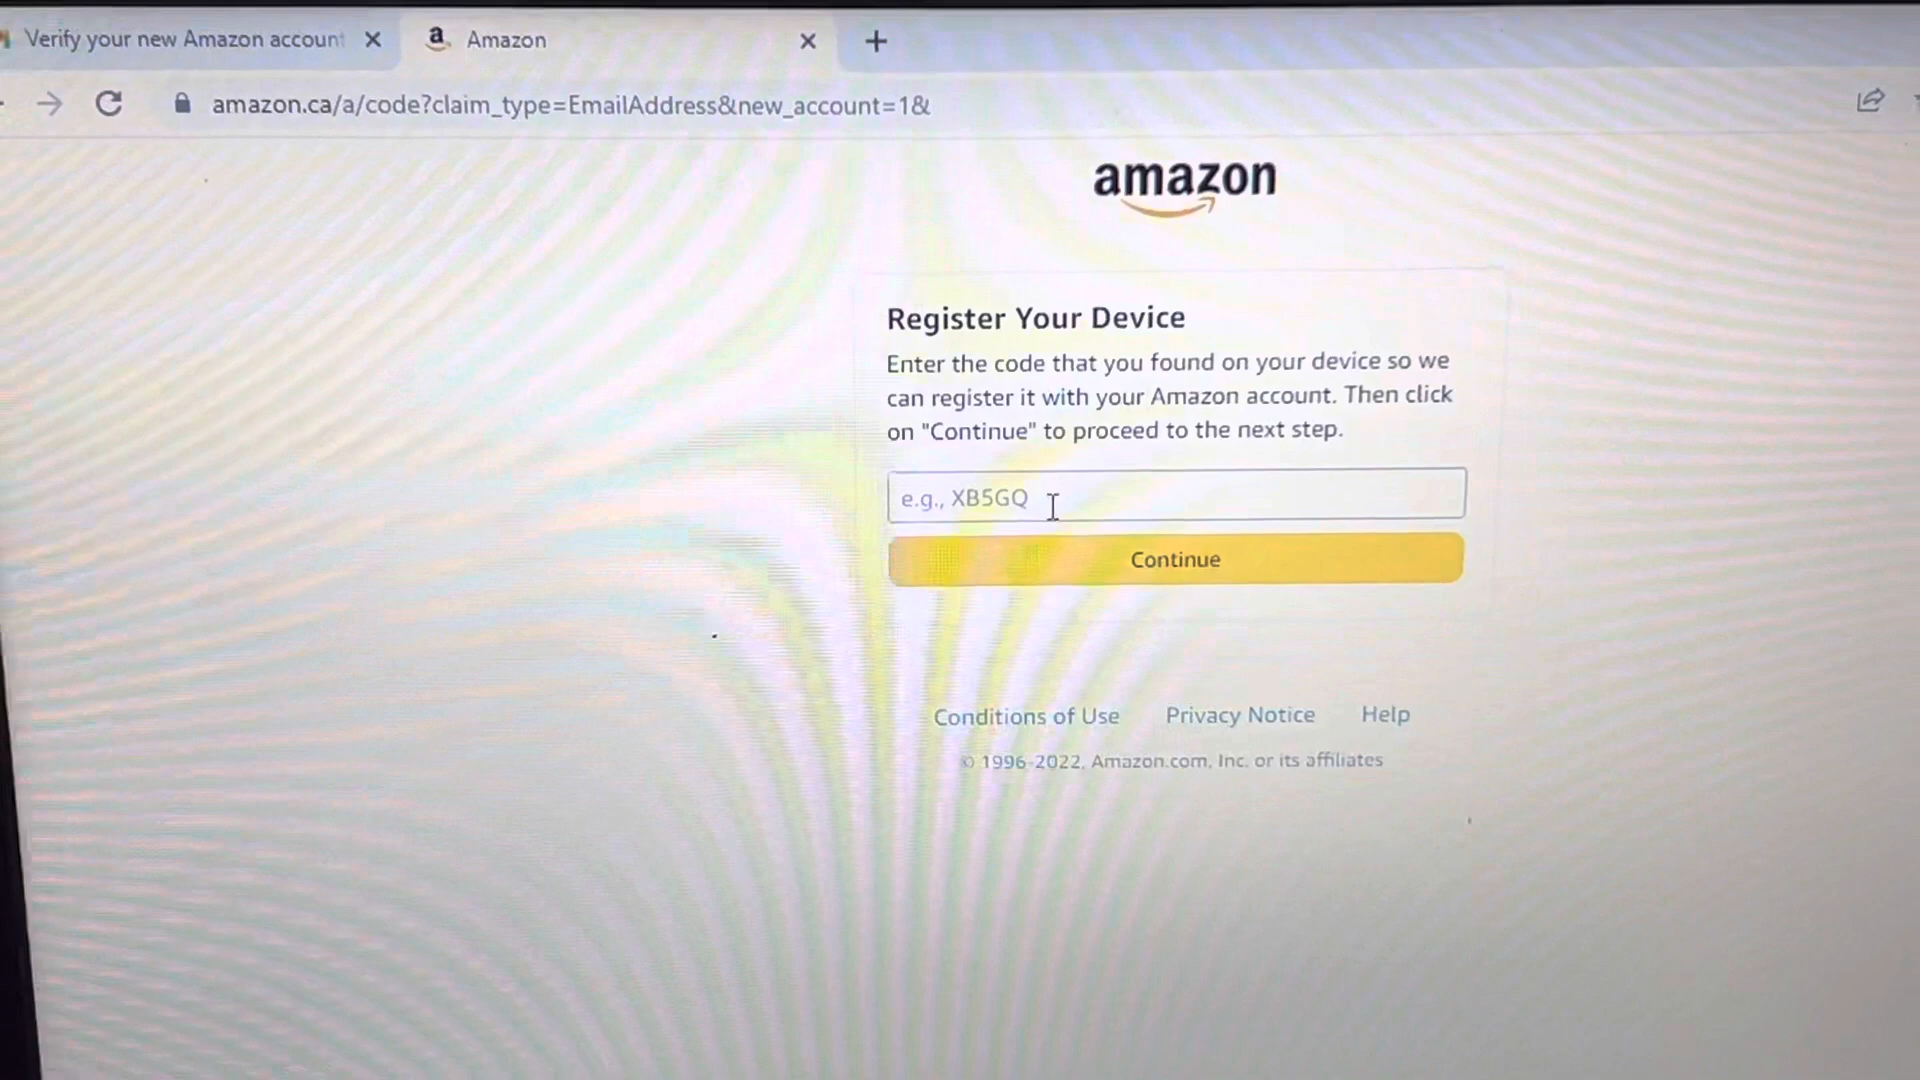 Verify your new Amazon account
Amazon
amazon.ca/a/code?claim_type=EmailAddress&new_account=1&
amazon
Register Your Device
Enter the code that you found on your device so we
can register it with your Amazon account. Then click
on "Continue" to proceed to the next step.
e.g., XB5GQ
Continue
Conditions of Use Privacy Notice Help
© 1996-2022, Amazon.com, Inc. or its affiliates